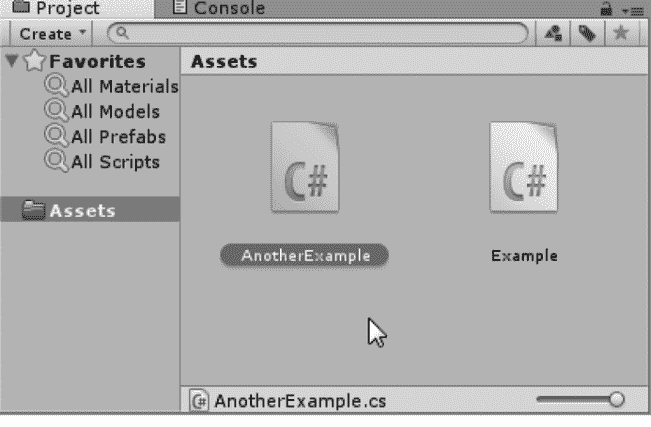 Project
Console
Create
Favorites
All Materials
All Models
All Prefabs
All Scripts
Assets
Assets
C#
C#
AnotherExample
Example
C#
AnotherExample.cs